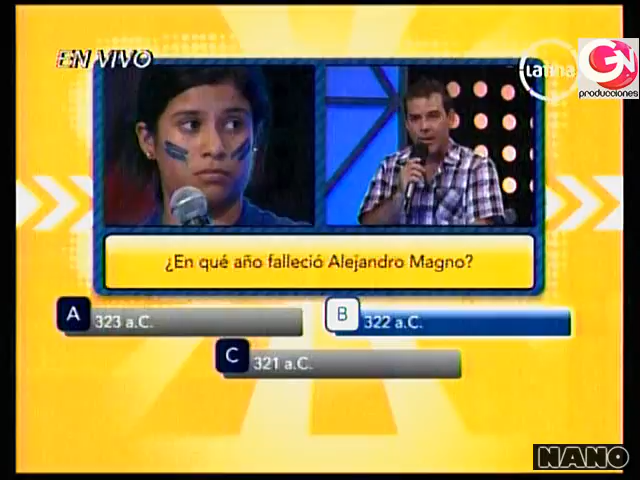 EN VIVO
Latina
GN
producciones
¿En qué año falleció Alejandro Magno?
A 323 a.C.
B 322 a.C.
C 321 a.C.
NANO